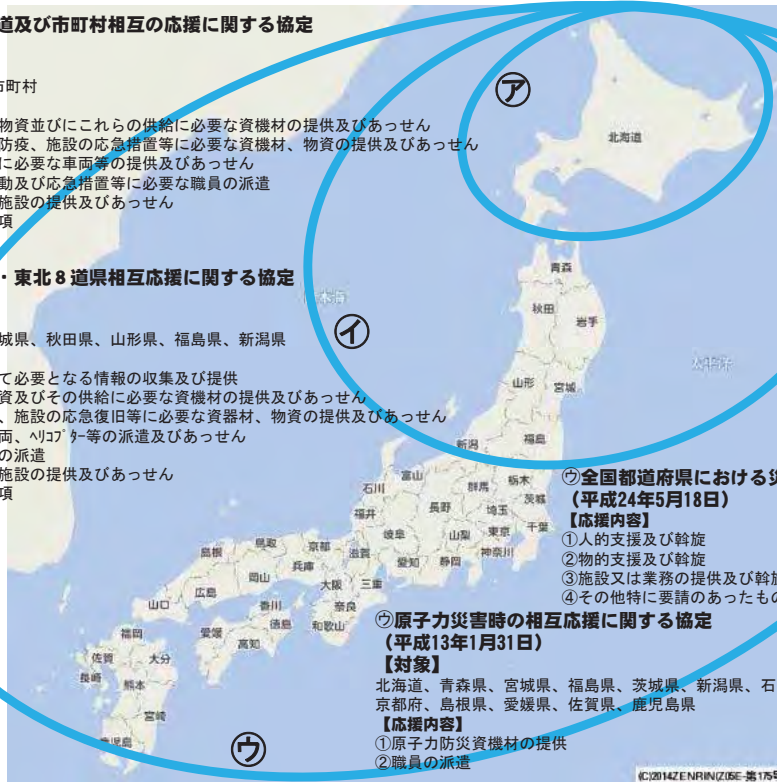 道及び市町村相互の応援に関する協定
市町村
物資並びにこれらの供給に必要な資機材の提供及びあっせん
防疫、施設の応急措置等に必要な資機材、物資の提供及びあっせん
に必要な車両等の提供及びあっせん
動及び応急措置等に必要な職員の派遣
施設の提供及びあっせん
項
㋐
北海道
・東北８道県相互応援に関する協定
城県、秋田県、山形県、福島県、新潟県
て必要となる情報の収集及び提供
資及びその供給に必要な資機材の提供及びあっせん
、施設の応急復旧等に必要な資器材、物資の提供及びあっせん
両、ﾍﾘｺﾌﾟﾀｰ等の派遣及びあっせん
の派遣
施設の提供及びあっせん
項
㋑
日本海
太平洋
青森
秋田
岩手
山形
宮城
新潟
福島
富山
石川
群馬
栃木
茨城
福井
長野
埼玉
岐阜
山梨
東京
千葉
愛知
静岡
神奈川
島根
鳥取
京都
滋賀
兵庫
岡山
広島
大阪
三重
山口
香川
奈良
徳島
和歌山
愛媛
高知
福岡
佐賀
大分
長崎
熊本
宮崎
鹿児島
㋒全国都道府県における災
（平成24年5月18日）
【応援内容】
①人的支援及び斡旋
②物的支援及び斡旋
③施設又は業務の提供及び斡旋
④その他特に要請のあったもの
㋒原子力災害時の相互応援に関する協定
（平成13年1月31日）
【対象】
北海道、青森県、宮城県、福島県、茨城県、新潟県、石
京都府、島根県、愛媛県、佐賀県、鹿児島県
【応援内容】
①原子力防災資機材の提供
②職員の派遣
㋒
(C)2014ZENRIN(Z05E-第175号